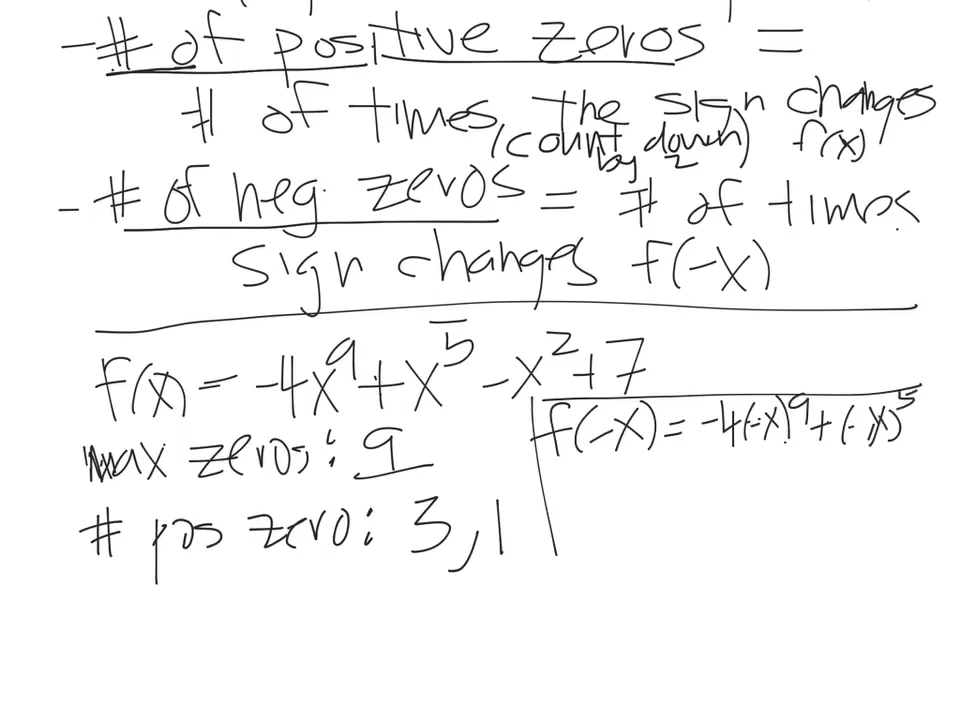 - # of positive zeros =
# of times the sign changes
(count down by 2) f(x)
- # of neg. zeros = # of times
sign changes f(-x)
f(x) = -4x^9 + x^5 - x^2 + 7
max zeros: 9
f(-x) = -4(-x)^9 + (-x)^5
# pos zero: 3, 1